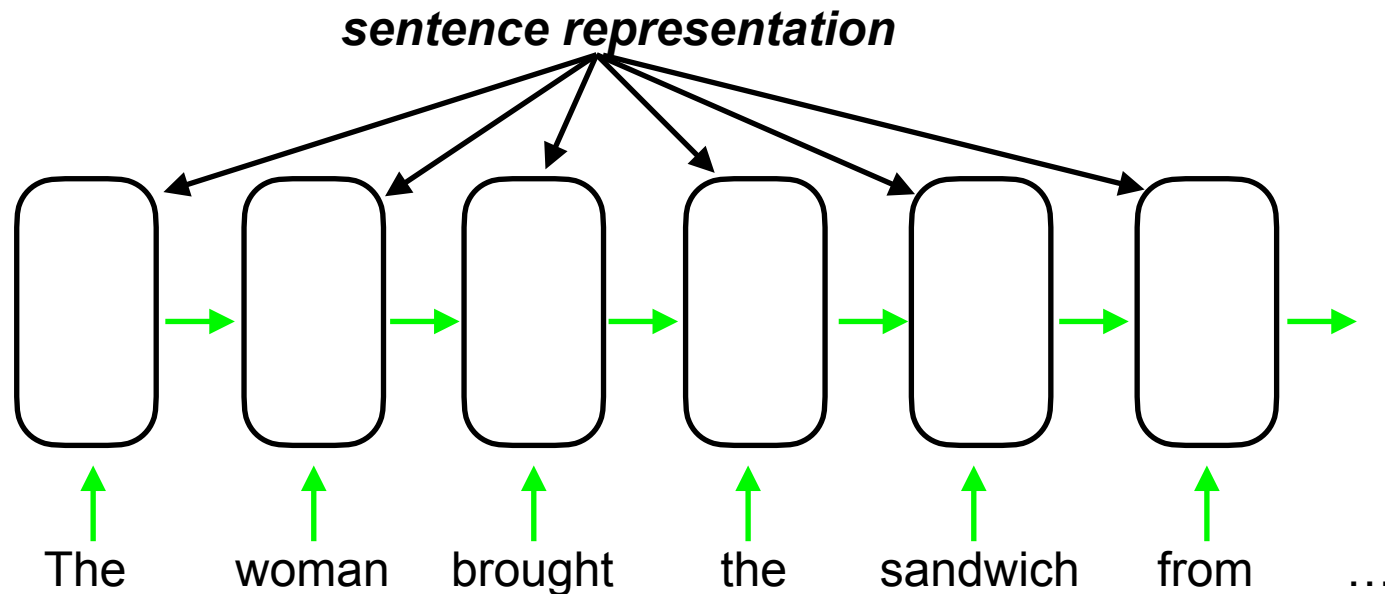 sentence representation
The woman brought the sandwich from …